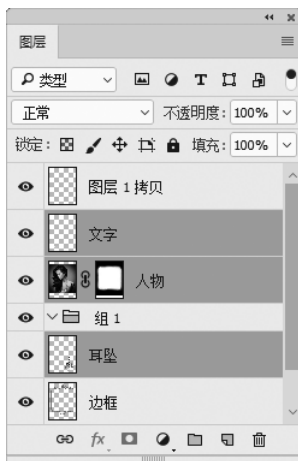 图层
类型
正常 不透明度: 100%
锁定: 填充: 100%
图层 1 拷贝
文字
人物
组 1
耳坠
边框
fx